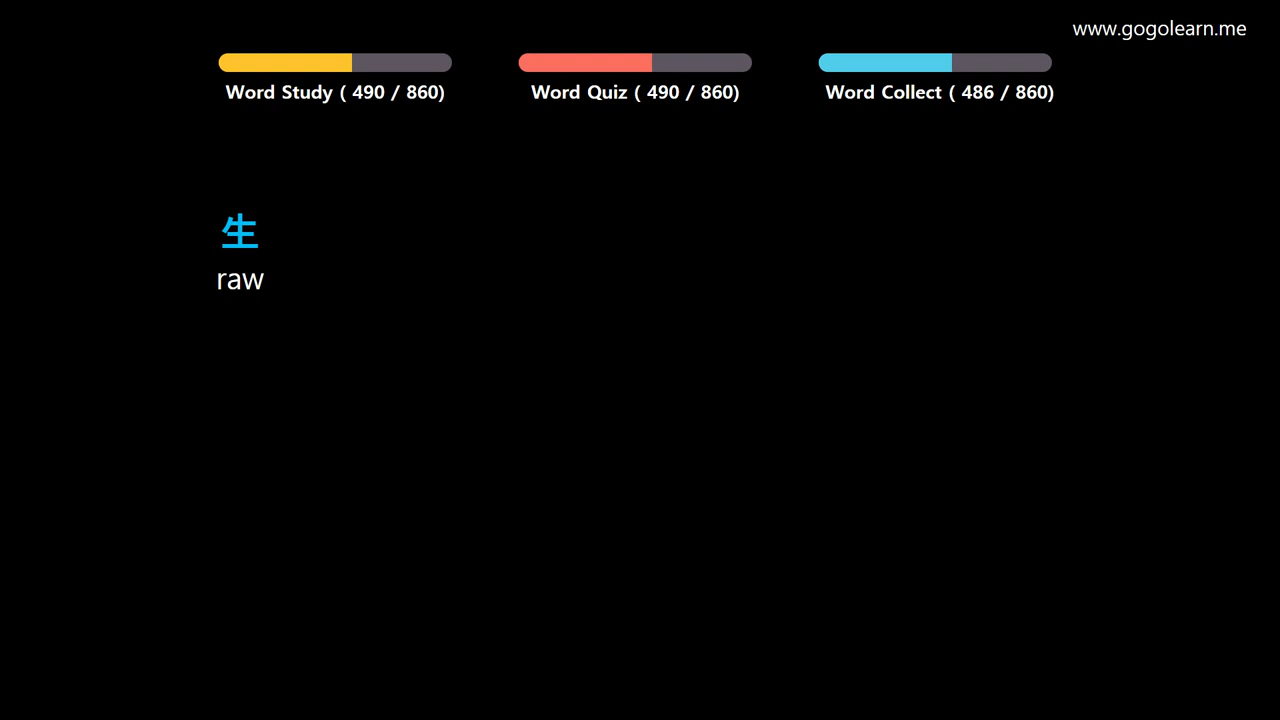 www.gogolearn.me
Word Study ( 490 / 860)
Word Quiz ( 490 / 860)
Word Collect ( 486 / 860)
生
raw